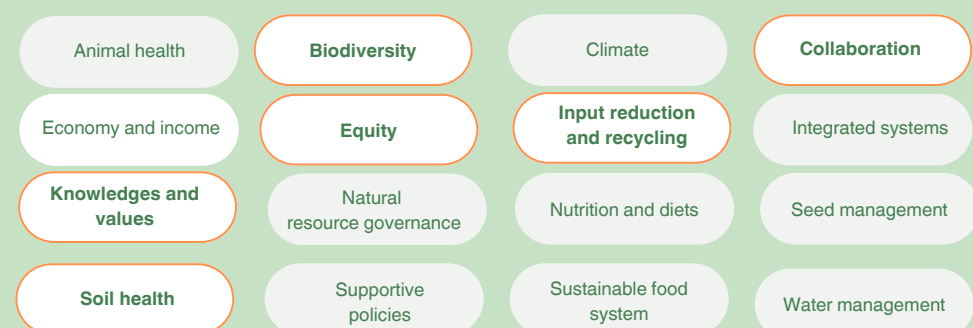 Animal health
Biodiversity
Climate
Collaboration
Economy and income
Equity
Input reduction
and recycling
Integrated systems
Knowledges and
values
Natural
resource governance
Nutrition and diets
Seed management
Soil health
Supportive
policies
Sustainable food
system
Water management